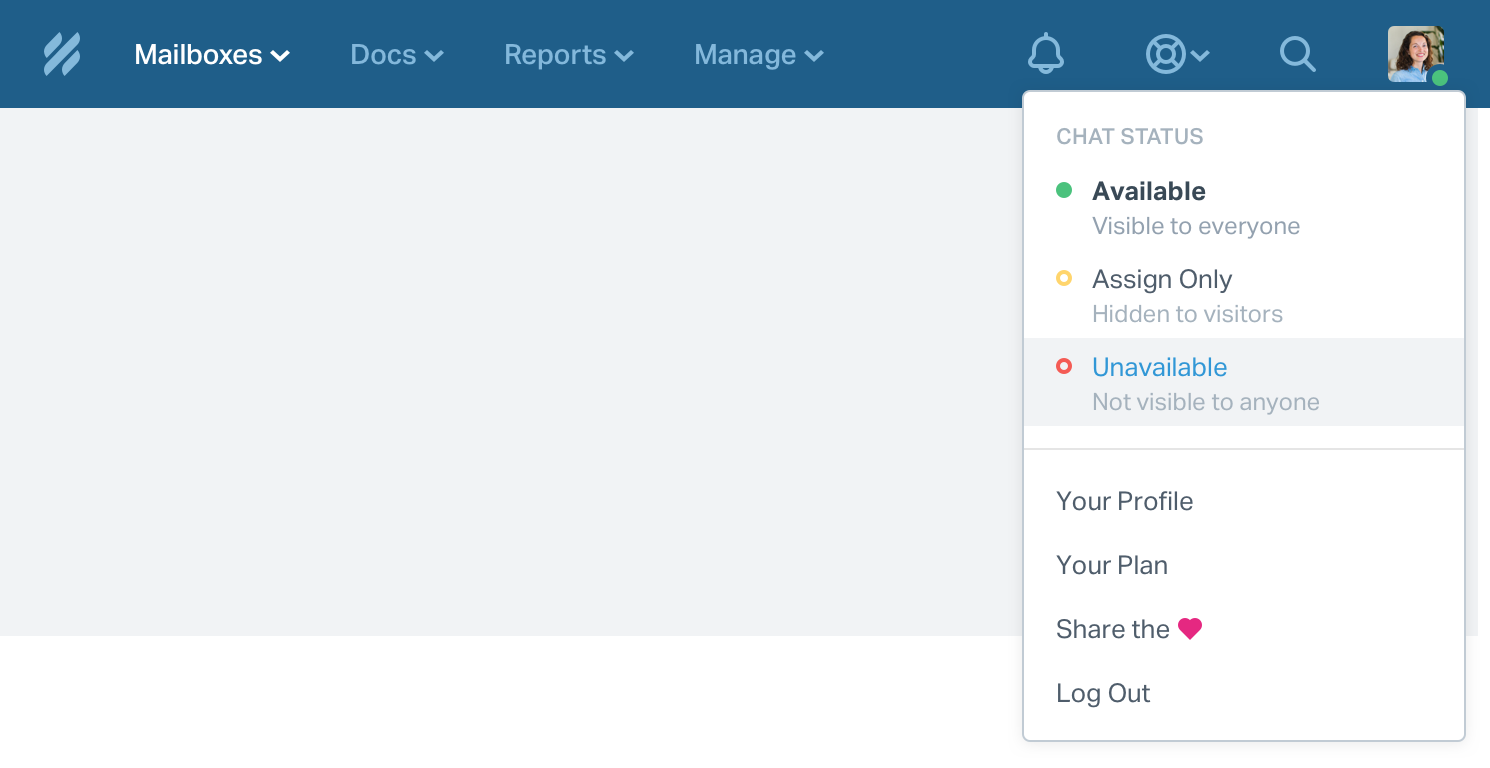 Mailboxes Docs Reports Manage
CHAT STATUS
Available
Visible to everyone
Assign Only
Hidden to visitors
Unavailable
Not visible to anyone
Your Profile
Your Plan
Share the
Log Out